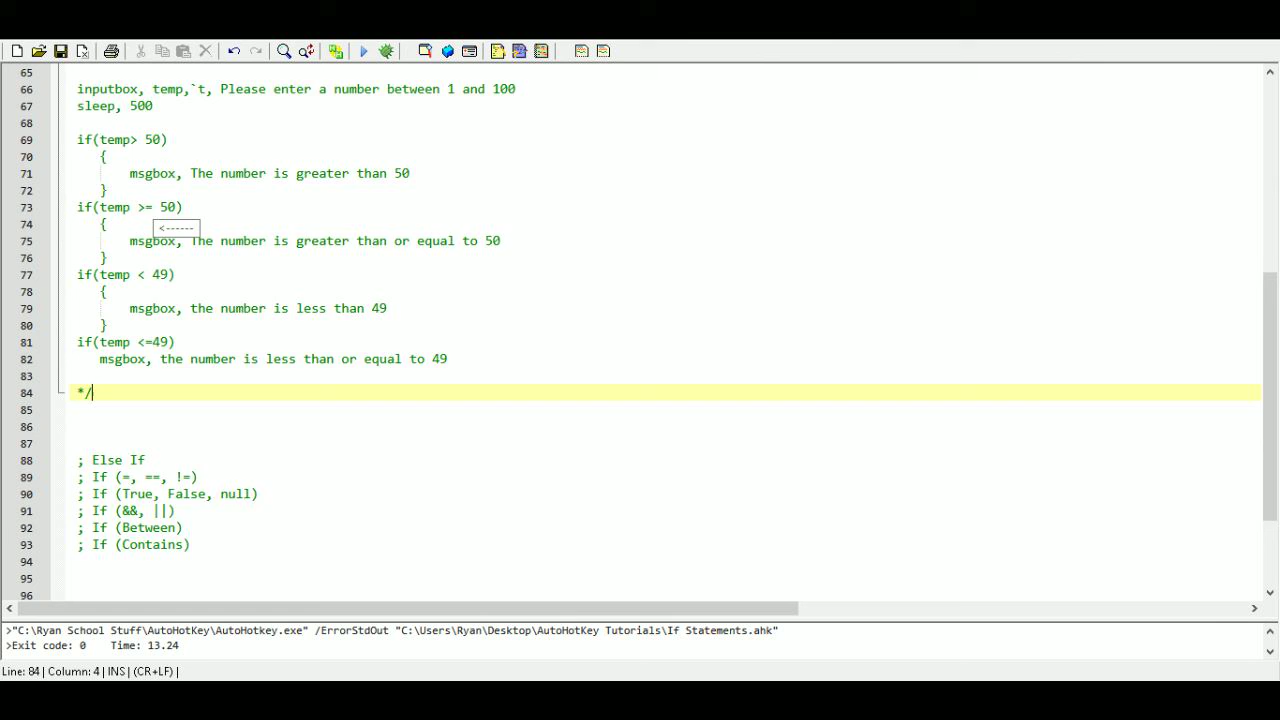 65
66 inputbox, temp,`t, Please enter a number between 1 and 100
67 sleep, 500
68
69 if(temp> 50)
70 {
71 msgbox, The number is greater than 50
72 }
73 if(temp >= 50)
74 {
<------
75 msgbox, The number is greater than or equal to 50
76 }
77 if(temp < 49)
78 {
79 msgbox, the number is less than 49
80 }
81 if(temp <=49)
82 msgbox, the number is less than or equal to 49
83
84 */
85
86
87
88 ; Else If
89 ; If (=, ==, !=)
90 ; If (True, False, null)
91 ; If (&&, ||)
92 ; If (Between)
93 ; If (Contains)
94
95
96
>"C:\Ryan School Stuff\AutoHotKey\AutoHotkey.exe" /ErrorStdOut "C:\Users\Ryan\Desktop\AutoHotKey Tutorials\If Statements.ahk"
>Exit code: 0 Time: 13.24
Line: 84 | Column: 4 | INS | (CR+LF) |